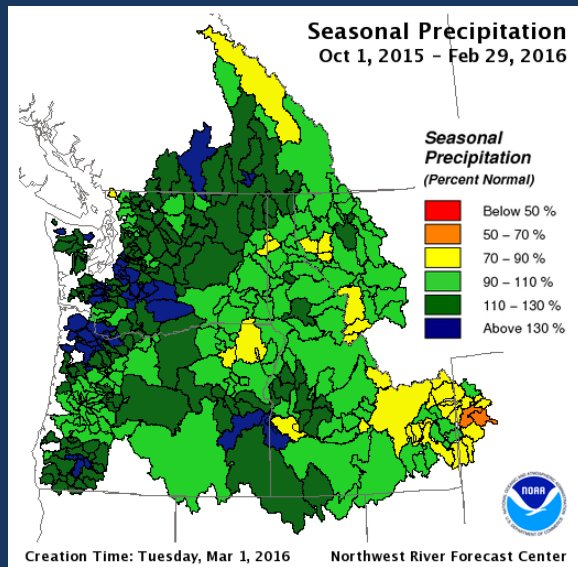 Seasonal Precipitation
Oct 1, 2015 – Feb 29, 2016
Seasonal
Precipitation
(Percent Normal)
Below 50 %
50 – 70 %
70 – 90 %
90 – 110 %
110 – 130 %
Above 130 %
NOAA
Creation Time: Tuesday, Mar 1, 2016
Northwest River Forecast Center